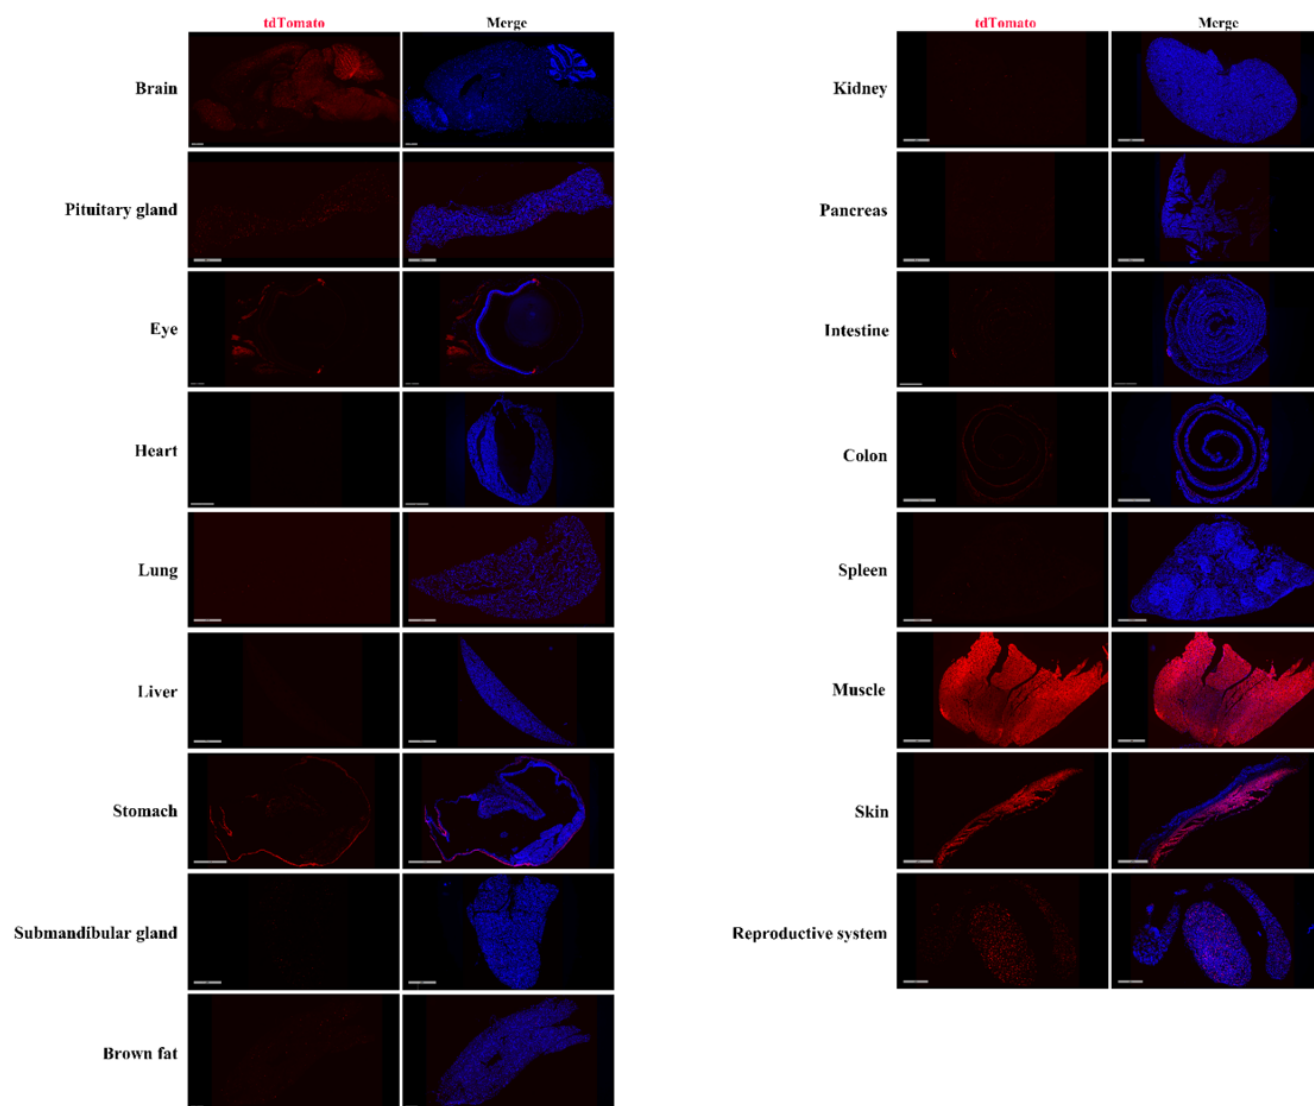 tdTomato Merge
Brain
Pituitary gland
Eye
Heart
Lung
Liver
Stomach
Submandibular gland
Brown fat
tdTomato Merge
Kidney
Pancreas
Intestine
Colon
Spleen
Muscle
Skin
Reproductive system